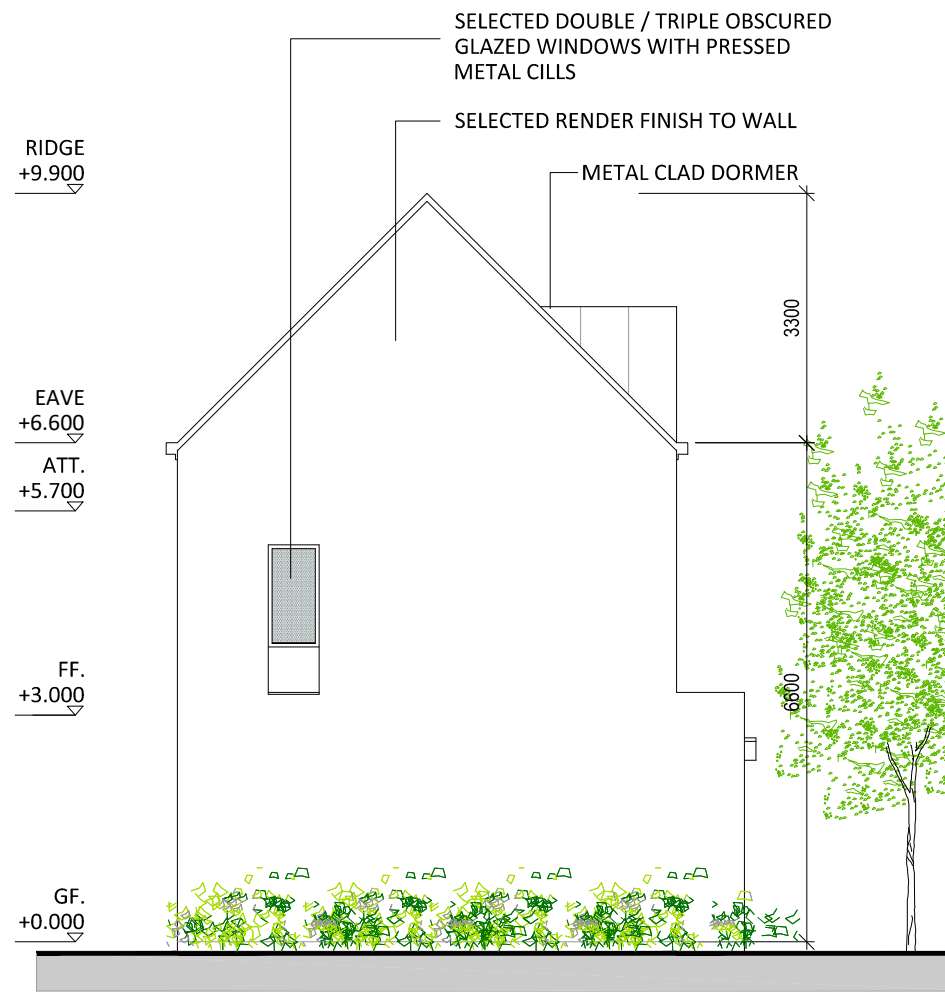 SELECTED DOUBLE / TRIPLE OBSCURED
GLAZED WINDOWS WITH PRESSED
METAL CILLS
SELECTED RENDER FINISH TO WALL
METAL CLAD DORMER
RIDGE
+9.900
3300
EAVE
+6.600
ATT.
+5.700
FF.
+3.000
6600
GF.
+0.000